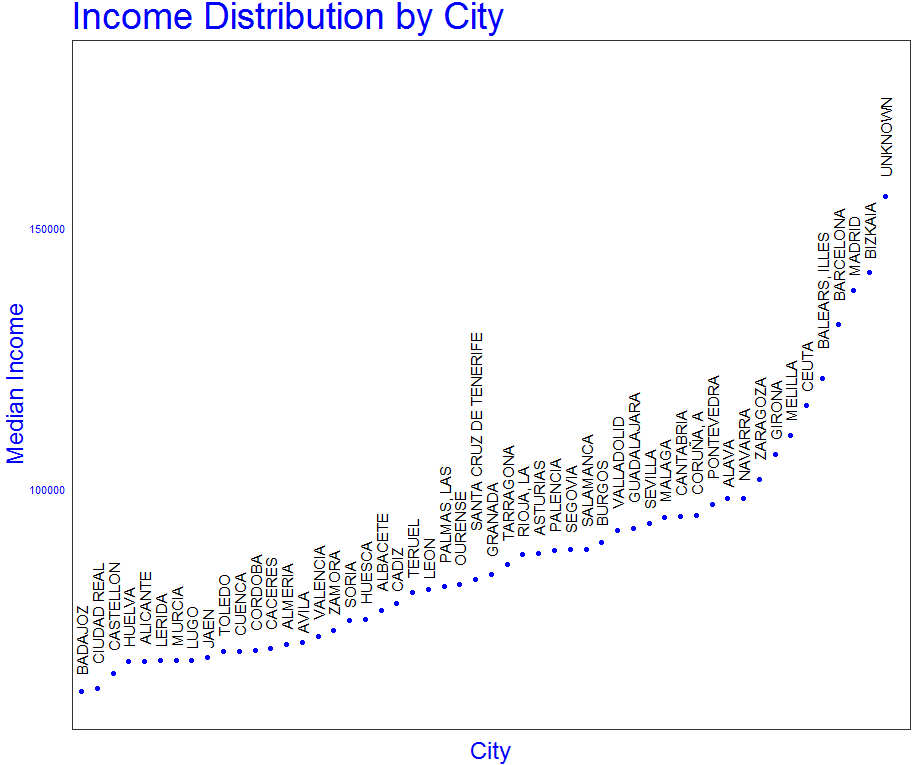 Income Distribution by City
150000
100000
Median Income
BADAJOZ
CIUDAD REAL
CASTELLON
HUELVA
ALICANTE
LERIDA
MURCIA
LUGO
JAEN
TOLEDO
CUENCA
CORDOBA
CACERES
ALMERIA
AVILA
VALENCIA
ZAMORA
SORIA
HUESCA
ALBACETE
CADIZ
TERUEL
LEON
PALMAS, LAS
OURENSE
SANTA CRUZ DE TENERIFE
GRANADA
TARRAGONA
RIOJA, LA
ASTURIAS
PALENCIA
SEGOVIA
SALAMANCA
BURGOS
VALLADOLID
GUADALAJARA
SEVILLA
MALAGA
CANTABRIA
CORUÑA, A
PONTEVEDRA
ALAVA
NAVARRA
ZARAGOZA
GIRONA
MELILLA
CEUTA
BALEARS, ILLES
BARCELONA
MADRID
BIZKAIA
UNKNOWN
City